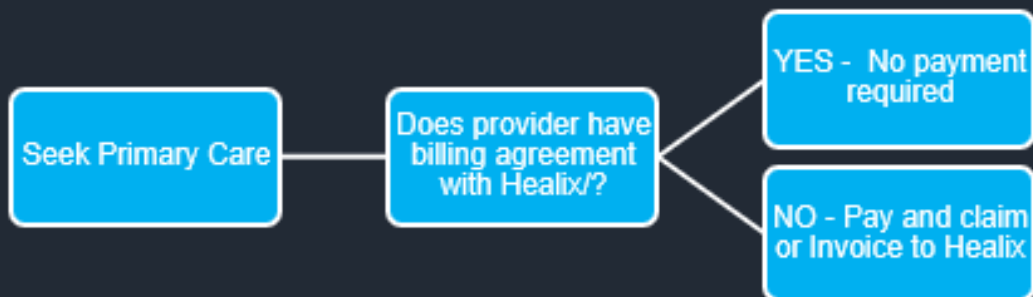 Seek Primary Care
Does provider have
billing agreement
with Healix/?
YES -  No payment
required
NO - Pay and claim
or Invoice to Healix